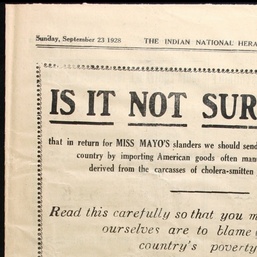 Sunday, September 23 1928 THE INDIAN NATIONAL HERA
IS IT NOT SUR
that in return for MISS MAYO'S slanders we should send
country by importing American goods often man
derived from the carcasses of cholera-smitten
Read this carefully so that you m
ourselves are to blame
country's poverty